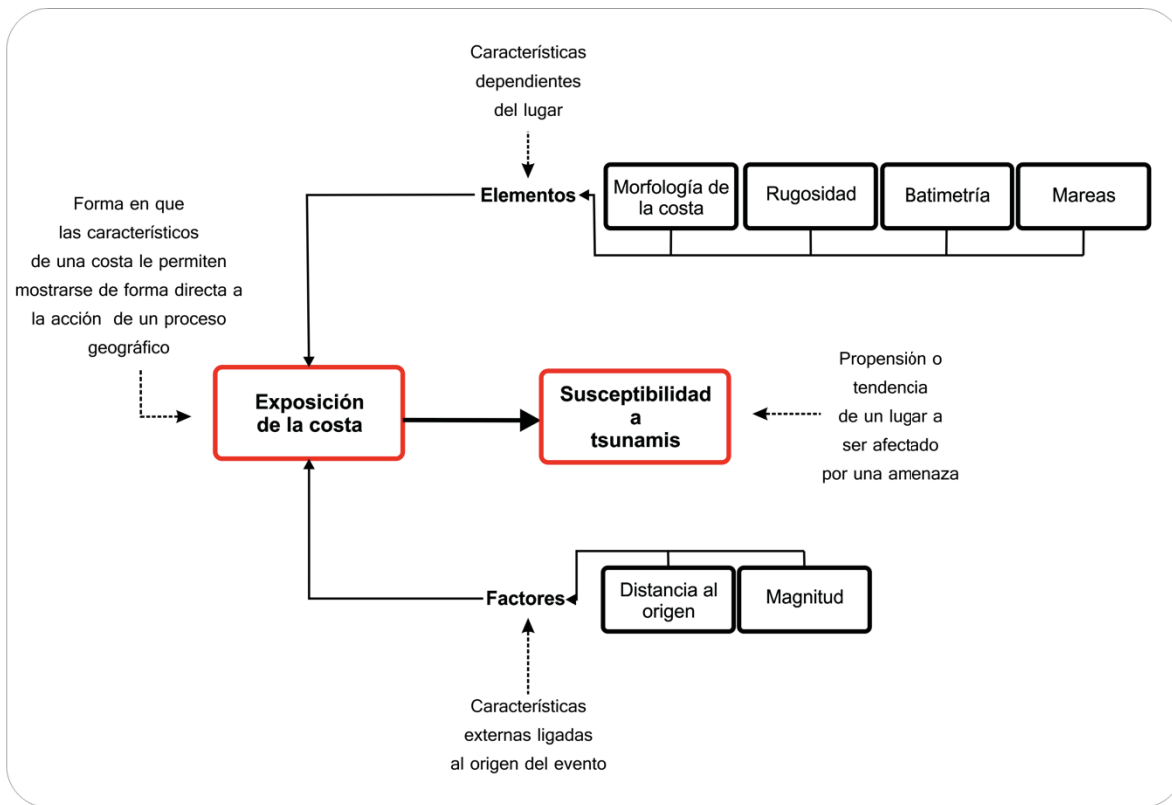 Características
dependientes
del lugar
Elementos
Morfología de
la costa
Rugosidad
Batimetría
Mareas
Forma en que
las característicos
de una costa le permiten
mostrarse de forma directa a
la acción de un proceso
geográfico
Exposición
de la costa
Susceptibilidad
a
tsunamis
Propensión o
tendencia
de un lugar a
ser afectado
por una amenaza
Factores
Distancia al
origen
Magnitud
Características
externas ligadas
al origen del evento